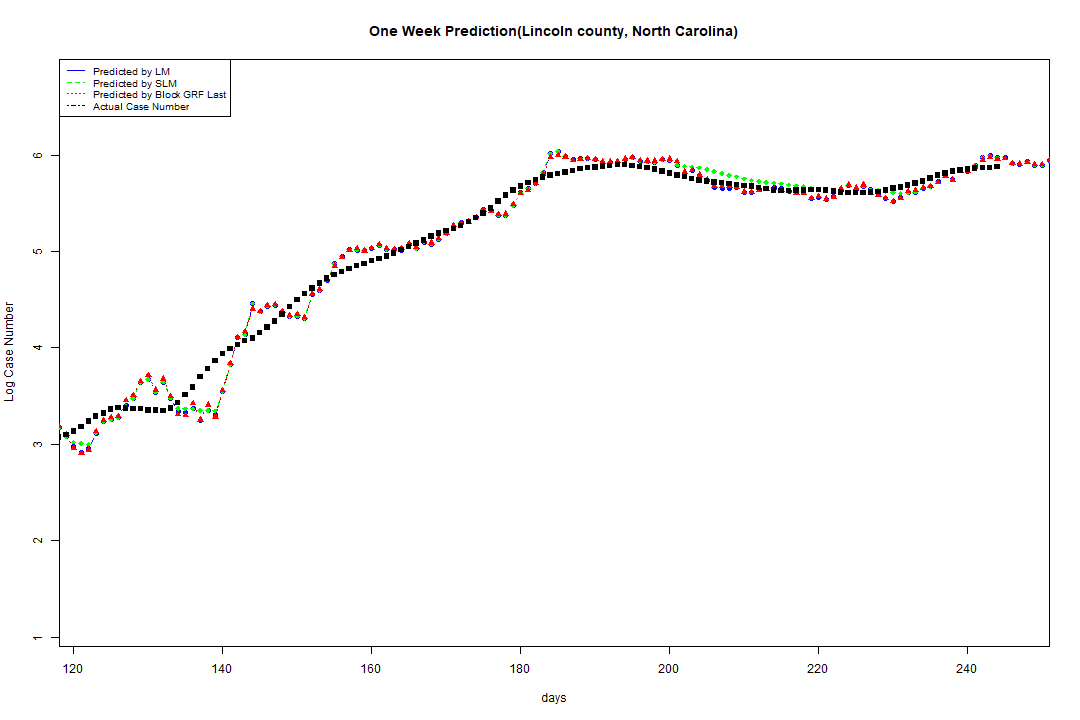 One Week Prediction(Lincoln county, North Carolina)
Predicted by LM
Predicted by SLM
Predicted by Block GRF Last
Actual Case Number
Log Case Number
6
5
4
3
2
1
120 140 160 180 200 220 240
days